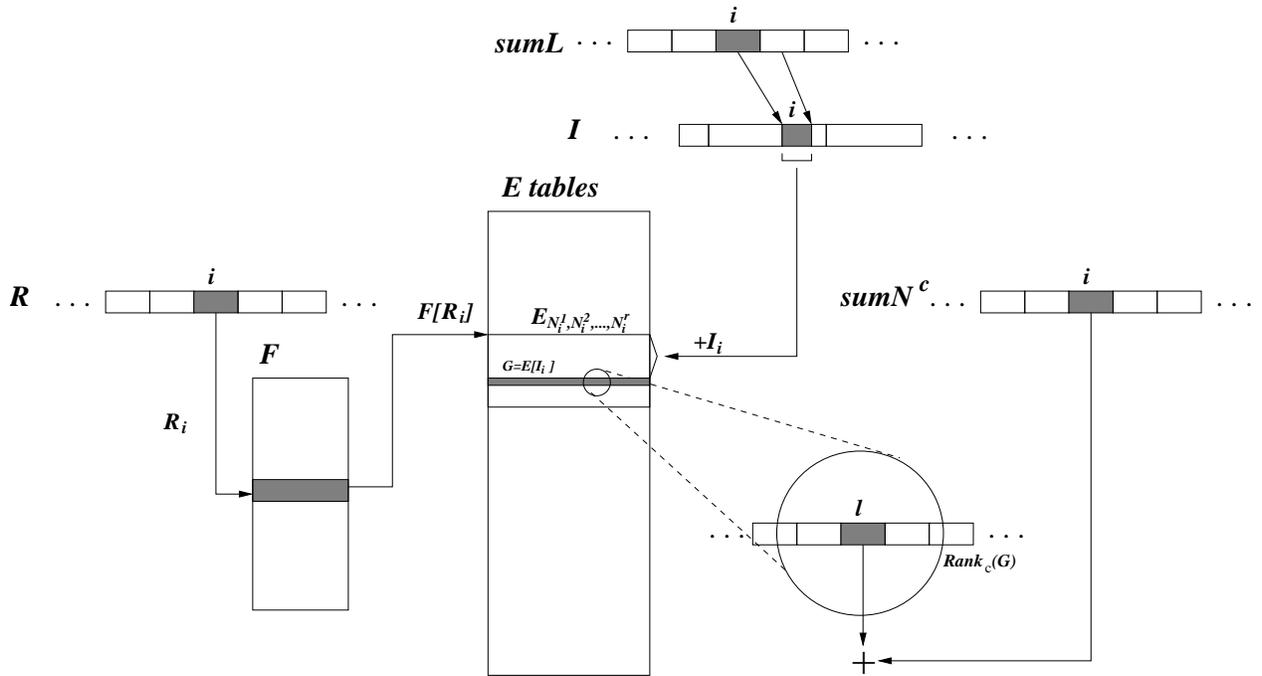 i
sumL . . . . . .
i
I . . . . . .
E tables
i
R . . . . . .
i
sumN^c . . . . . .
F[R_i]
E_{N_i^1,N_i^2,...,N_i^r}
+I_i
F
G=E[I_i ]
R_i
l
. . . . . .
Rank_c(G)
+